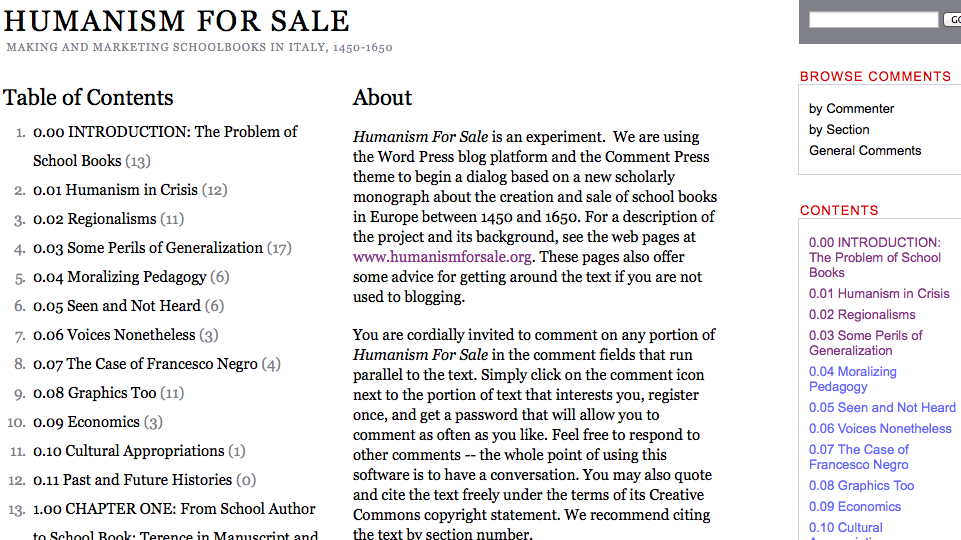 HUMANISM FOR SALE
MAKING AND MARKETING SCHOOLBOOKS IN ITALY, 1450-1650
Table of Contents
1. 0.00 INTRODUCTION: The Problem of
School Books (13)
2. 0.01 Humanism in Crisis (12)
3. 0.02 Regionalisms (11)
4. 0.03 Some Perils of Generalization (17)
5. 0.04 Moralizing Pedagogy (6)
6. 0.05 Seen and Not Heard (6)
7. 0.06 Voices Nonetheless (3)
8. 0.07 The Case of Francesco Negro (4)
9. 0.08 Graphics Too (11)
10. 0.09 Economics (3)
11. 0.10 Cultural Appropriations (1)
12. 0.11 Past and Future Histories (0)
13. 1.00 CHAPTER ONE: From School Author
to School Book: Terence in Manuscript and
About
Humanism For Sale is an experiment. We are using
the Word Press blog platform and the Comment Press
theme to begin a dialog based on a new scholarly
monograph about the creation and sale of school books
in Europe between 1450 and 1650. For a description of
the project and its background, see the web pages at
www.humanismforsale.org. These pages also offer
some advice for getting around the text if you are not
used to blogging.
You are cordially invited to comment on any portion of
Humanism For Sale in the comment fields that run
parallel to the text. Simply click on the comment icon
next to the portion of text that interests you, register
once, and get a password that will allow you to
comment as often as you like. Feel free to respond to
other comments -- the whole point of using this
software is to have a conversation. You may also quote
and cite the text freely under the terms of its Creative
Commons copyright statement. We recommend citing
the text by section number.
BROWSE COMMENTS
by Commenter
by Section
General Comments
CONTENTS
0.00 INTRODUCTION:
The Problem of School
Books
0.01 Humanism in Crisis
0.02 Regionalisms
0.03 Some Perils of
Generalization
0.04 Moralizing
Pedagogy
0.05 Seen and Not Heard
0.06 Voices Nonetheless
0.07 The Case of
Francesco Negro
0.08 Graphics Too
0.09 Economics
0.10 Cultural